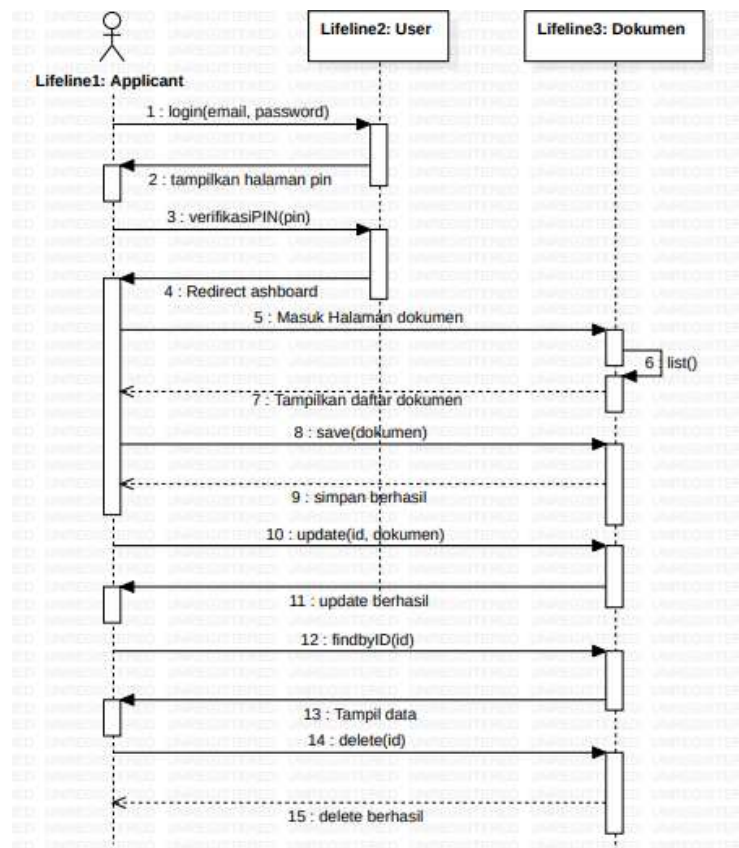 Lifeline2: User
Lifeline3: Dokumen
Lifeline1: Applicant
1 : login(email, password)
2 : tampilkan halaman pin
3 : verifikasiPIN(pin)
4 : Redirect ashboard
5 : Masuk Halaman dokumen
6 : list()
7 : Tampilkan daftar dokumen
8 : save(dokumen)
9 : simpan berhasil
10 : update(id, dokumen)
11 : update berhasil
12 : findbyID(id)
13 : Tampil data
14 : delete(id)
15 : delete berhasil